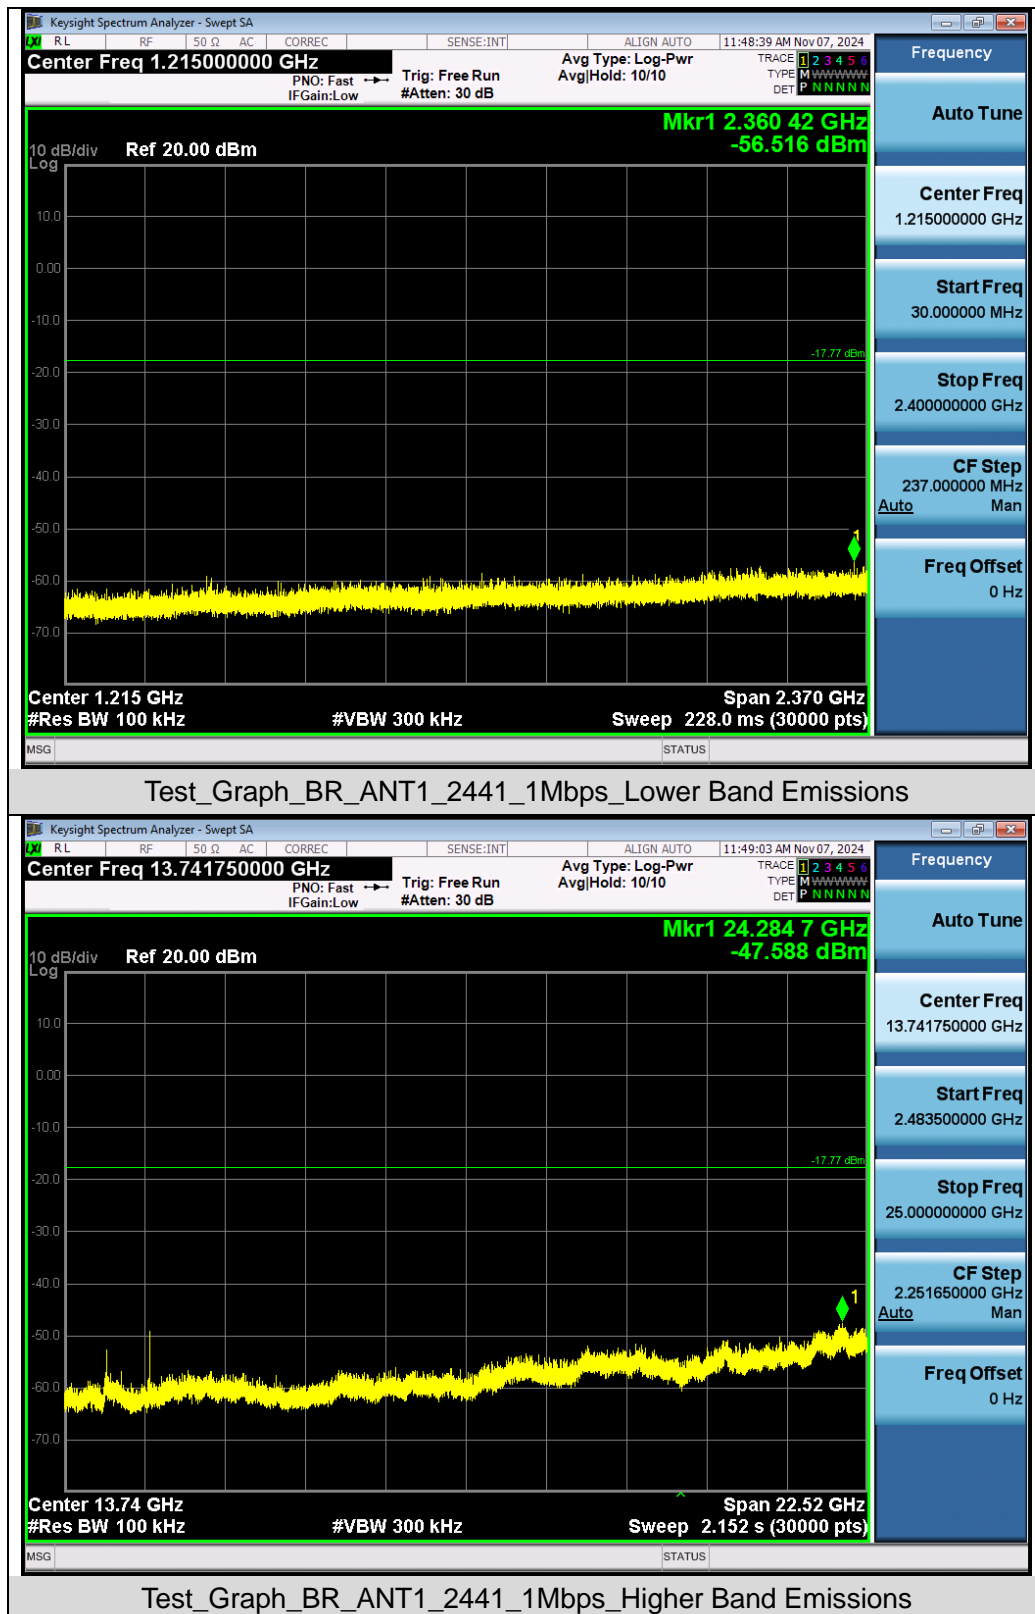 Keysight Spectrum Analyzer - Swept SA
LXI RL RF 50 Ω AC CORREC SENSE:INT ALIGN AUTO 11:48:39 AM Nov 07, 2024
Center Freq 1.215000000 GHz
PNO: Fast
IFGain:Low
Trig: Free Run
#Atten: 30 dB
Avg Type: Log-Pwr
Avg|Hold: 10/10
TRACE 1 2 3 4 5 6
TYPE M WWWWW
DET P N N N N N
Frequency
Mkr1 2.360 42 GHz
-56.516 dBm
10 dB/div Ref 20.00 dBm
Log
10.0
0.00
-10.0
-17.77 dBm
-20.0
-30.0
-40.0
-50.0
1
-60.0
-70.0
Center 1.215 GHz Span 2.370 GHz
#Res BW 100 kHz #VBW 300 kHz Sweep 228.0 ms (30000 pts)
MSG STATUS
Auto Tune
Center Freq
1.215000000 GHz
Start Freq
30.000000 MHz
Stop Freq
2.400000000 GHz
CF Step
237.000000 MHz
Auto Man
Freq Offset
0 Hz
Test_Graph_BR_ANT1_2441_1Mbps_Lower Band Emissions
Keysight Spectrum Analyzer - Swept SA
LXI RL RF 50 Ω AC CORREC SENSE:INT ALIGN AUTO 11:49:03 AM Nov 07, 2024
Center Freq 13.741750000 GHz
PNO: Fast
IFGain:Low
Trig: Free Run
#Atten: 30 dB
Avg Type: Log-Pwr
Avg|Hold: 10/10
TRACE 1 2 3 4 5 6
TYPE M WWWWW
DET P N N N N N
Frequency
Mkr1 24.284 7 GHz
-47.588 dBm
10 dB/div Ref 20.00 dBm
Log
10.0
0.00
-10.0
-17.77 dBm
-20.0
-30.0
-40.0
1
-50.0
-60.0
-70.0
Center 13.74 GHz Span 22.52 GHz
#Res BW 100 kHz #VBW 300 kHz Sweep 2.152 s (30000 pts)
MSG STATUS
Auto Tune
Center Freq
13.741750000 GHz
Start Freq
2.483500000 GHz
Stop Freq
25.000000000 GHz
CF Step
2.251650000 GHz
Auto Man
Freq Offset
0 Hz
Test_Graph_BR_ANT1_2441_1Mbps_Higher Band Emissions